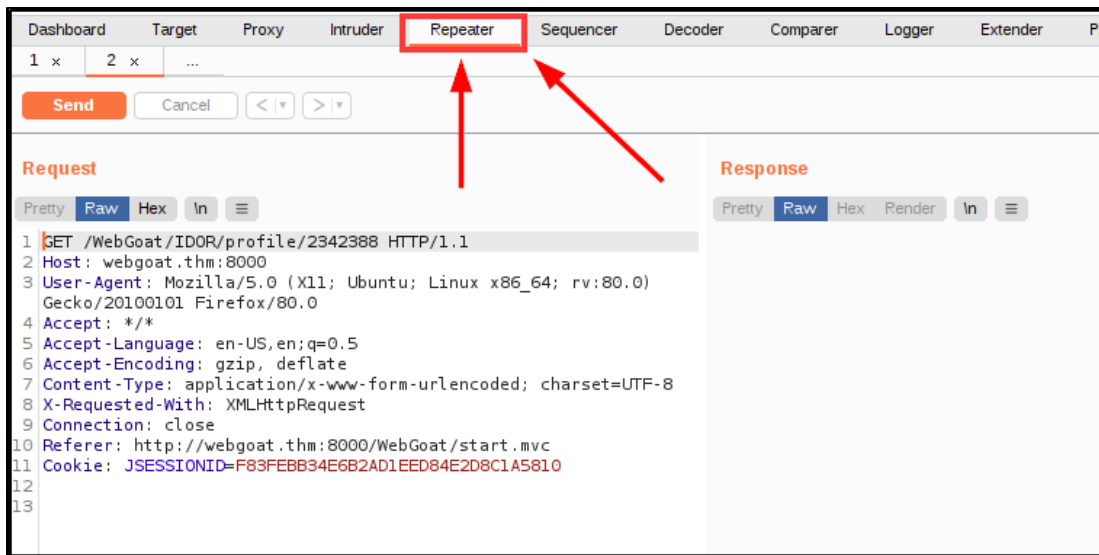 Dashboard Target Proxy Intruder Repeater Sequencer Decoder Comparer Logger Extender
1 × 2 × ...
Send Cancel < >
Request
Response
Pretty Raw Hex \n
Pretty Raw Hex Render \n
1 GET /WebGoat/IDOR/profile/2342388 HTTP/1.1
2 Host: webgoat.thm:8000
3 User-Agent: Mozilla/5.0 (X11; Ubuntu; Linux x86_64; rv:80.0)
Gecko/20100101 Firefox/80.0
4 Accept: */*
5 Accept-Language: en-US,en;q=0.5
6 Accept-Encoding: gzip, deflate
7 Content-Type: application/x-www-form-urlencoded; charset=UTF-8
8 X-Requested-With: XMLHttpRequest
9 Connection: close
10 Referer: http://webgoat.thm:8000/WebGoat/start.mvc
11 Cookie: JSESSIONID=F83FEBB34E6B2AD1EED84E2D8C1A5810
12
13